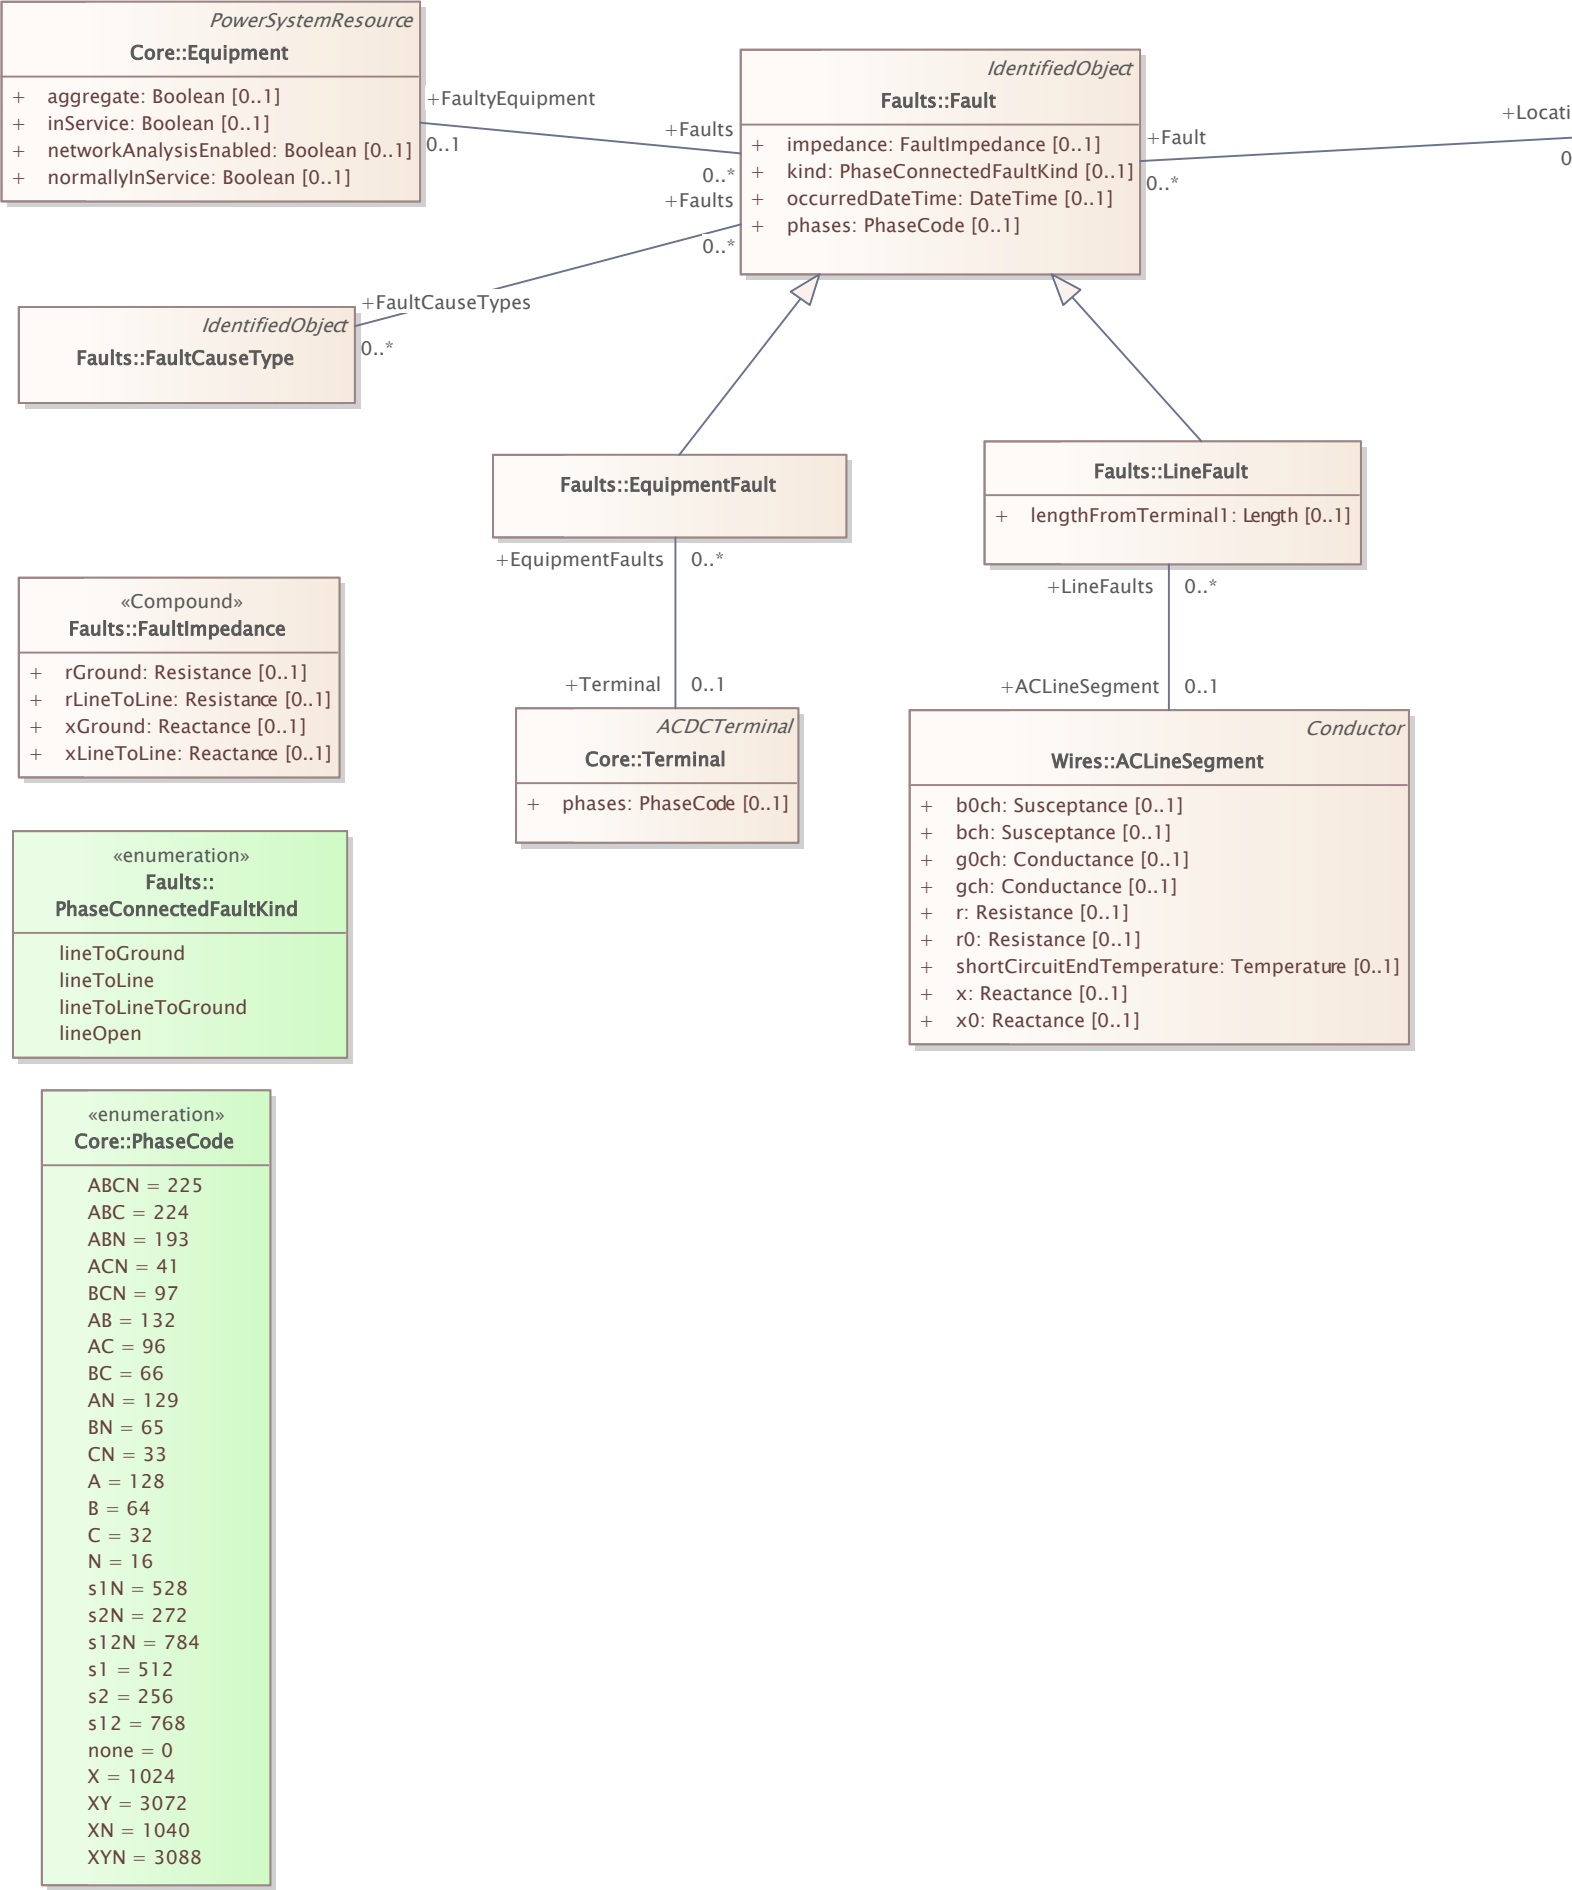 PowerSystemResource
Core::Equipment
+ aggregate: Boolean [0..1]
+ inService: Boolean [0..1]
+ networkAnalysisEnabled: Boolean [0..1]
+ normallyInService: Boolean [0..1]
+FaultyEquipment
0..1
+Faults
0..*
+Faults
0..*
IdentifiedObject
Faults::Fault
+ impedance: FaultImpedance [0..1]
+ kind: PhaseConnectedFaultKind [0..1]
+ occurredDateTime: DateTime [0..1]
+ phases: PhaseCode [0..1]
+Fault
0..*
+Locati
0
+FaultCauseTypes
0..*
IdentifiedObject
Faults::FaultCauseType
Faults::EquipmentFault
+EquipmentFaults 0..*
Faults::LineFault
+ lengthFromTerminal1: Length [0..1]
+LineFaults 0..*
«Compound»
Faults::FaultImpedance
+ rGround: Resistance [0..1]
+ rLineToLine: Resistance [0..1]
+ xGround: Reactance [0..1]
+ xLineToLine: Reactance [0..1]
+Terminal 0..1
ACDCTerminal
Core::Terminal
+ phases: PhaseCode [0..1]
+ACLineSegment 0..1
Conductor
Wires::ACLineSegment
+ b0ch: Susceptance [0..1]
+ bch: Susceptance [0..1]
+ g0ch: Conductance [0..1]
+ gch: Conductance [0..1]
+ r: Resistance [0..1]
+ r0: Resistance [0..1]
+ shortCircuitEndTemperature: Temperature [0..1]
+ x: Reactance [0..1]
+ x0: Reactance [0..1]
«enumeration»
Faults::
PhaseConnectedFaultKind
lineToGround
lineToLine
lineToLineToGround
lineOpen
«enumeration»
Core::PhaseCode
ABCN = 225
ABC = 224
ABN = 193
ACN = 41
BCN = 97
AB = 132
AC = 96
BC = 66
AN = 129
BN = 65
CN = 33
A = 128
B = 64
C = 32
N = 16
s1N = 528
s2N = 272
s12N = 784
s1 = 512
s2 = 256
s12 = 768
none = 0
X = 1024
XY = 3072
XN = 1040
XYN = 3088